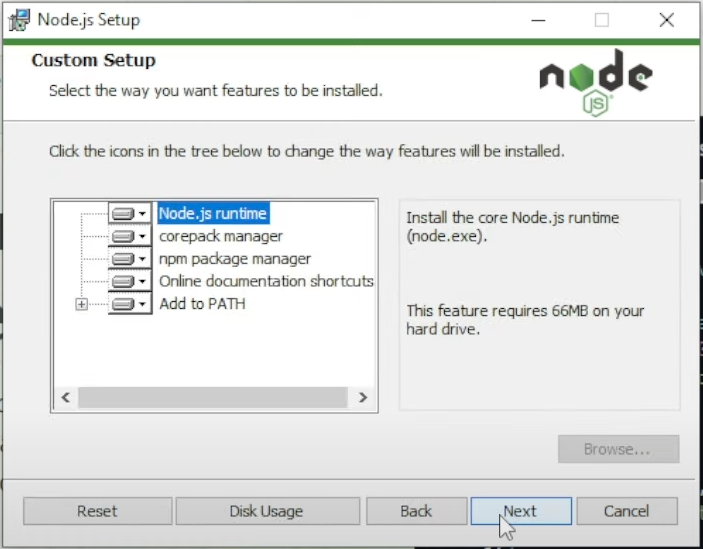 Node.js Setup
Custom Setup
Select the way you want features to be installed.
node
JS
Click the icons in the tree below to change the way features will be installed.
Node.js runtime
corepack manager
npm package manager
Online documentation shortcuts
Add to PATH
Install the core Node.js runtime
(node.exe).
This feature requires 66MB on your
hard drive.
Browse...
Reset
Disk Usage
Back
Next
Cancel